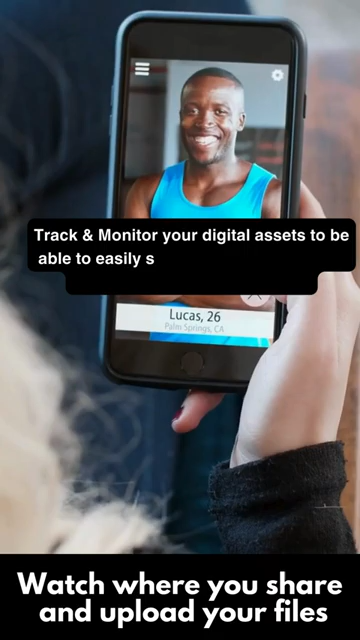 Track & Monitor your digital assets to be
able to easily s
Lucas, 26
Palm Springs, CA
Watch where you share
and upload your files